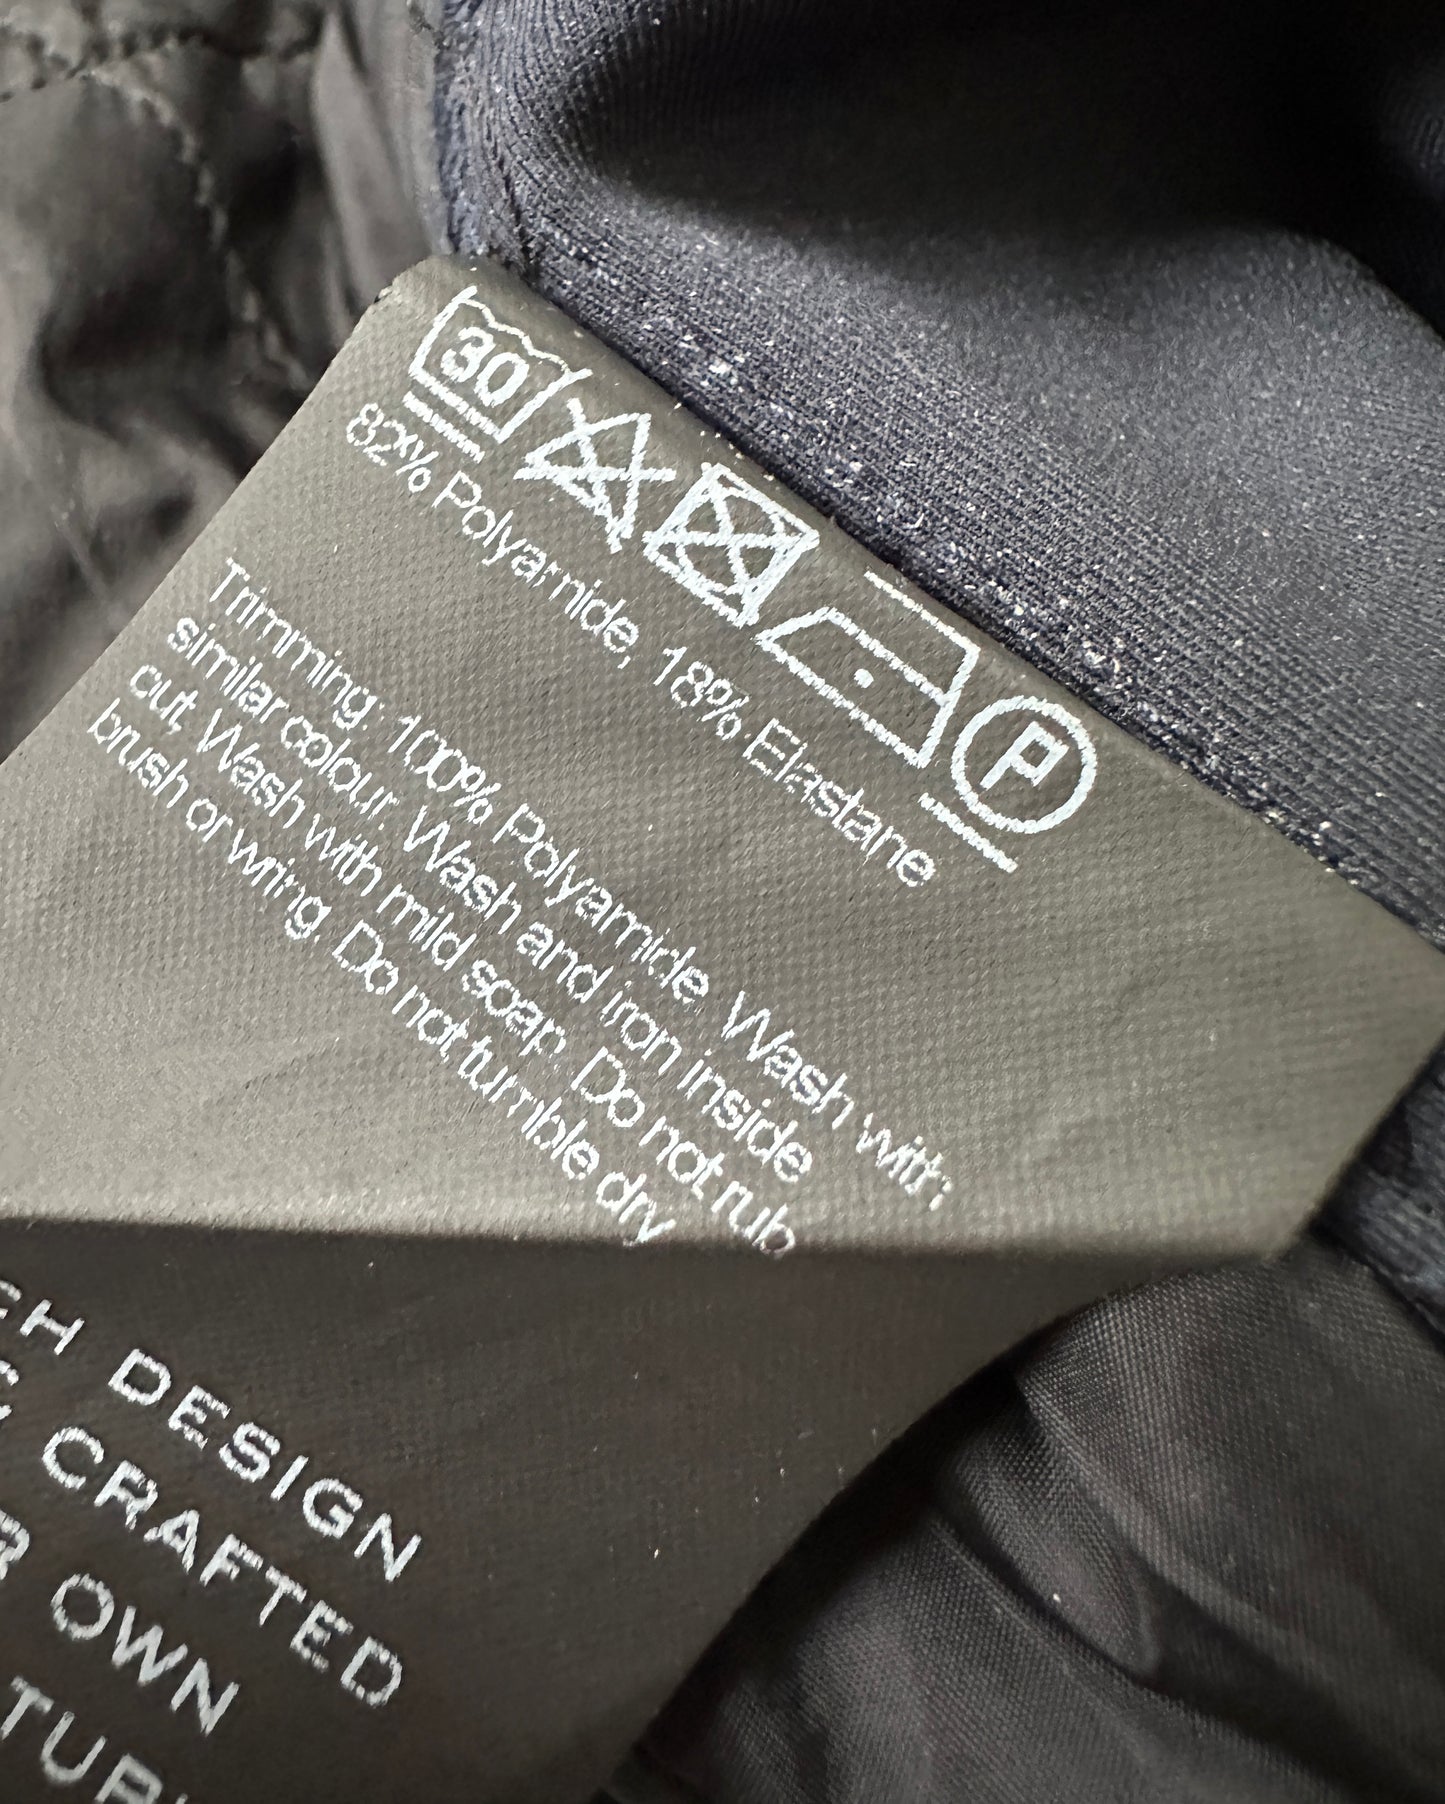 30
P
82% Polyamide, 18% Elastane
Trimming: 100% Polyamide. Wash with
similar colour. Wash and iron inside
out. Wash with mild soap. Do not rub
brush or wring. Do not tumble dry
DESIGN
CRAFTED
OWN